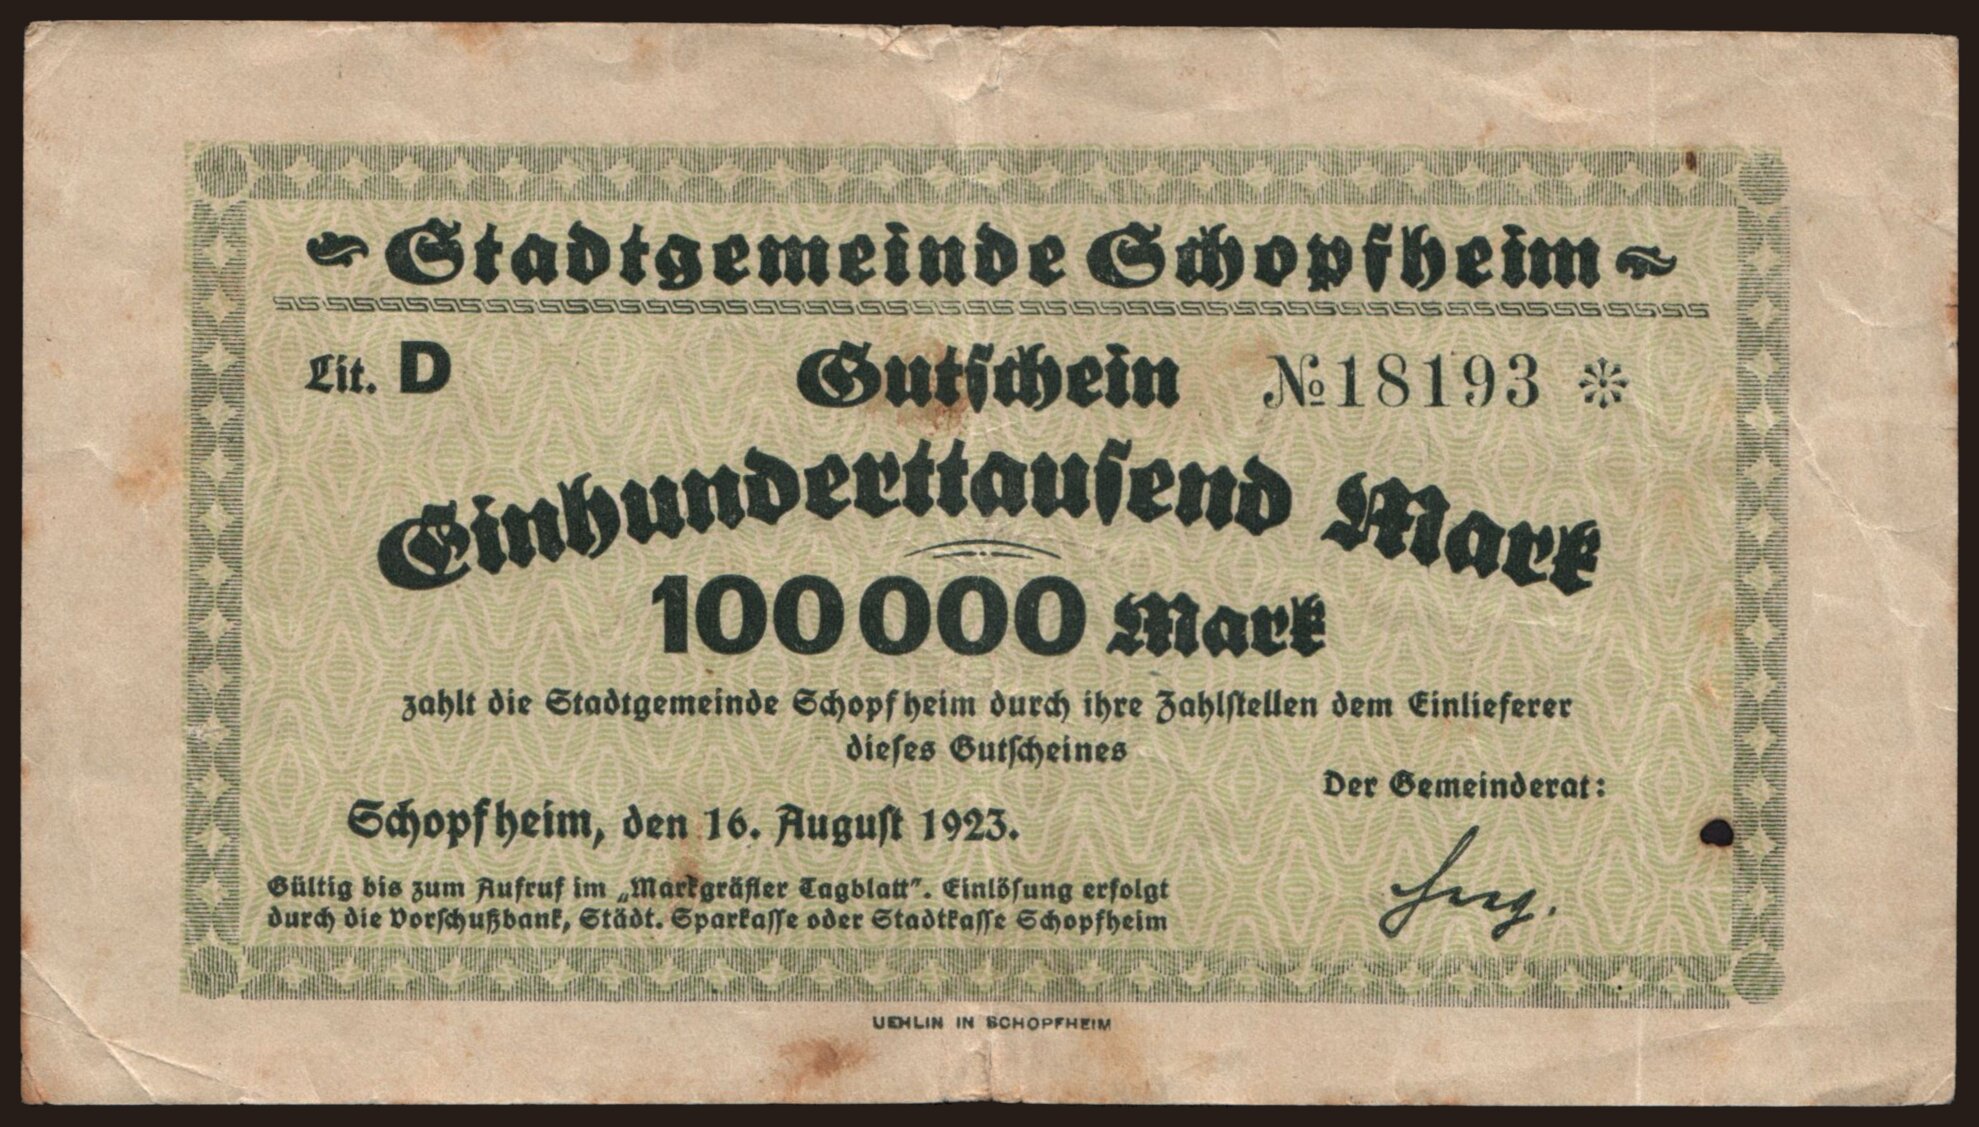 Stadtgemeinde Schopfheim
Lit. D Gutschein № 18193 *
Einhunderttausend Mark
100000 Mark
zahlt die Stadtgemeinde Schopfheim durch ihre Zahlstellen dem Einlieferer
dieses Gutscheines
Der Gemeinderat:
Schopfheim, den 16. August 1923.
Gültig bis zum Aufruf im „Markgräfler Tagblatt". Einlösung erfolgt
durch die Vorschußbank, Städt. Sparkasse oder Stadtkasse Schopfheim
UEHLIN IN SCHOPFHEIM